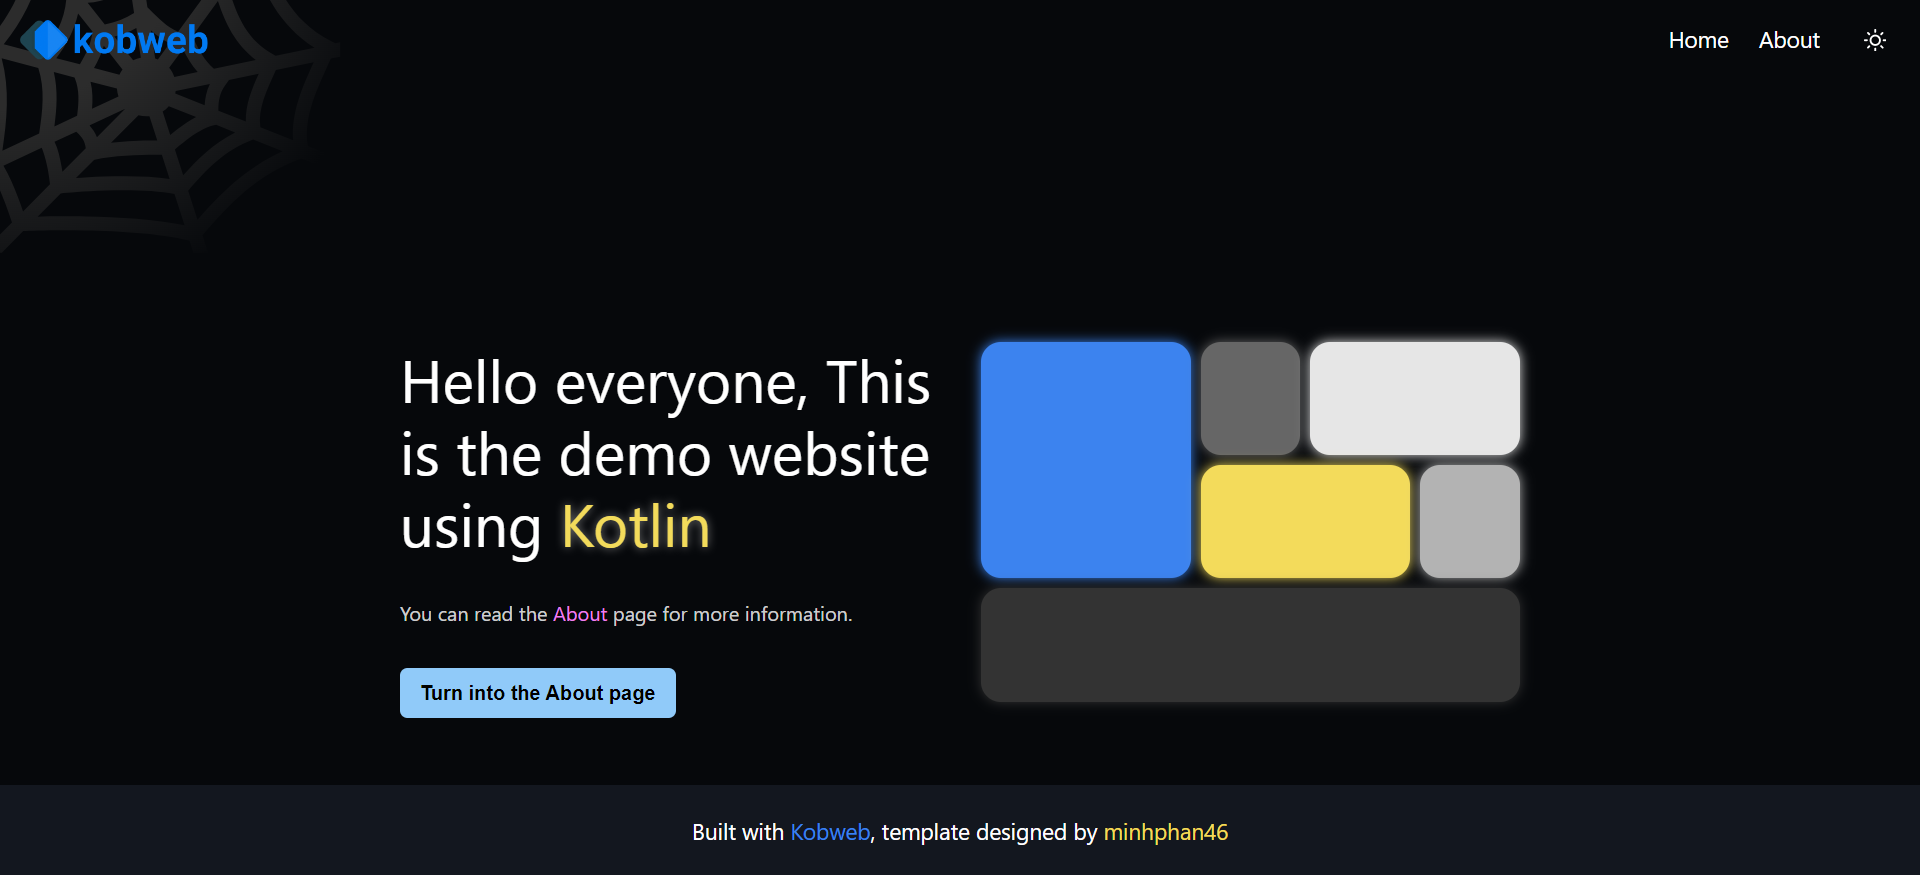 kobweb
Home About
Hello everyone, This
is the demo website
using Kotlin
You can read the About page for more information.
Turn into the About page
Built with Kobweb, template designed by minhphan46